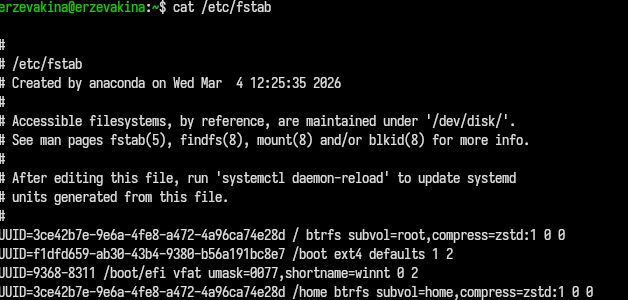 erzevakina@erzevakina:~$ cat /etc/fstab
#
# /etc/fstab
# Created by anaconda on Wed Mar  4 12:25:35 2026
#
# Accessible filesystems, by reference, are maintained under '/dev/disk/'.
# See man pages fstab(5), findfs(8), mount(8) and/or blkid(8) for more info.
#
# After editing this file, run 'systemctl daemon-reload' to update systemd
# units generated from this file.
#
UUID=3ce42b7e-9e6a-4fe8-a472-4a96ca74e28d / btrfs subvol=root,compress=zstd:1 0 0
UUID=f1dfd659-ab30-43b4-9380-b56a191bc8e7 /boot ext4 defaults 1 2
UUID=9368-8311 /boot/efi vfat umask=0077,shortname=winnt 0 2
UUID=3ce42b7e-9e6a-4fe8-a472-4a96ca74e28d /home btrfs subvol=home,compress=zstd:1 0 0